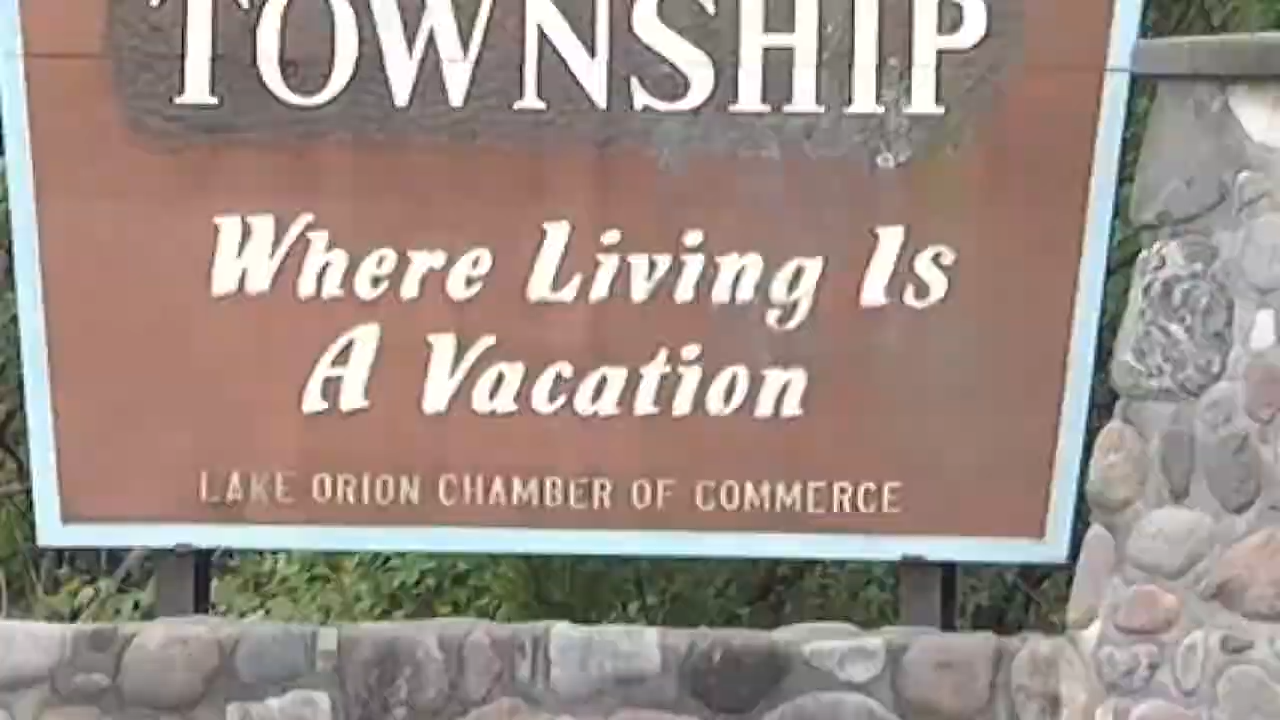 TOWNSHIP
Where Living Is
A Vacation
LAKE ORION CHAMBER OF COMMERCE